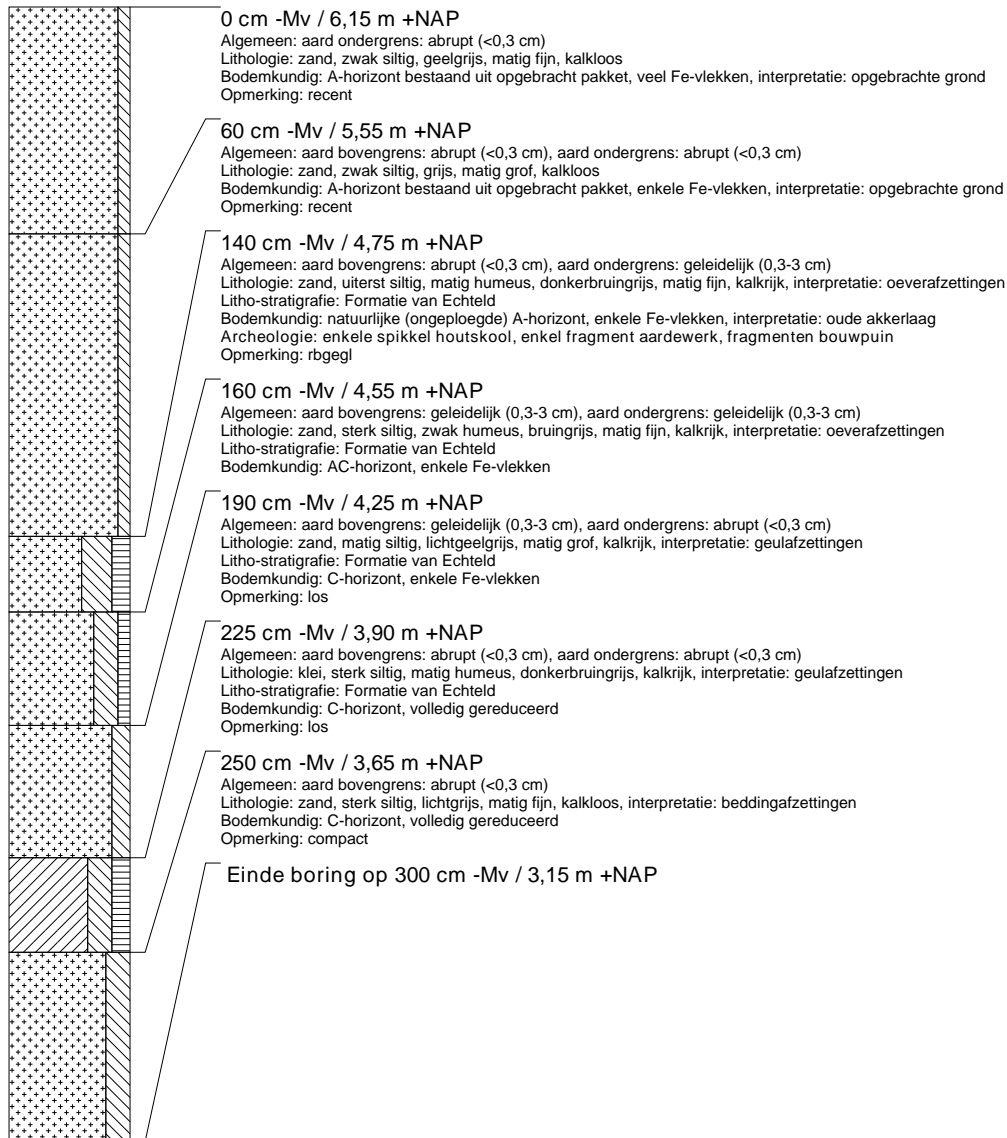 0 cm -Mv / 6,15 m +NAP
Algemeen: aard ondergrens: abrupt (<0,3 cm)
Lithologie: zand, zwak siltig, geelgrijs, matig fijn, kalkloos
Bodemkundig: A-horizont bestaand uit opgebracht pakket, veel Fe-vlekken, interpretatie: opgebrachte grond
Opmerking: recent
60 cm -Mv / 5,55 m +NAP
Algemeen: aard bovengrens: abrupt (<0,3 cm), aard ondergrens: abrupt (<0,3 cm)
Lithologie: zand, zwak siltig, grijs, matig grof, kalkloos
Bodemkundig: A-horizont bestaand uit opgebracht pakket, enkele Fe-vlekken, interpretatie: opgebrachte grond
Opmerking: recent
140 cm -Mv / 4,75 m +NAP
Algemeen: aard bovengrens: abrupt (<0,3 cm), aard ondergrens: geleidelijk (0,3-3 cm)
Lithologie: zand, uiterst siltig, matig humeus, donkerbruingrijs, matig fijn, kalkrijk, interpretatie: oeverafzettingen
Litho-stratigrafie: Formatie van Echteld
Bodemkundig: natuurlijke (ongeploegde) A-horizont, enkele Fe-vlekken, interpretatie: oude akkerlaag
Archeologie: enkele spikkel houtskool, enkel fragment aardewerk, fragmenten bouwpuin
Opmerking: rbgegl
160 cm -Mv / 4,55 m +NAP
Algemeen: aard bovengrens: geleidelijk (0,3-3 cm), aard ondergrens: geleidelijk (0,3-3 cm)
Lithologie: zand, sterk siltig, zwak humeus, bruingrijs, matig fijn, kalkrijk, interpretatie: oeverafzettingen
Litho-stratigrafie: Formatie van Echteld
Bodemkundig: AC-horizont, enkele Fe-vlekken
190 cm -Mv / 4,25 m +NAP
Algemeen: aard bovengrens: geleidelijk (0,3-3 cm), aard ondergrens: abrupt (<0,3 cm)
Lithologie: zand, matig siltig, lichtgeelgrijs, matig grof, kalkrijk, interpretatie: geulafzettingen
Litho-stratigrafie: Formatie van Echteld
Bodemkundig: C-horizont, enkele Fe-vlekken
Opmerking: los
225 cm -Mv / 3,90 m +NAP
Algemeen: aard bovengrens: abrupt (<0,3 cm), aard ondergrens: abrupt (<0,3 cm)
Lithologie: klei, sterk siltig, matig humeus, donkerbruingrijs, kalkrijk, interpretatie: geulafzettingen
Litho-stratigrafie: Formatie van Echteld
Bodemkundig: C-horizont, volledig gereduceerd
Opmerking: los
250 cm -Mv / 3,65 m +NAP
Algemeen: aard bovengrens: abrupt (<0,3 cm)
Lithologie: zand, sterk siltig, lichtgrijs, matig fijn, kalkloos, interpretatie: beddingafzettingen
Bodemkundig: C-horizont, volledig gereduceerd
Opmerking: compact
Einde boring op 300 cm -Mv / 3,15 m +NAP